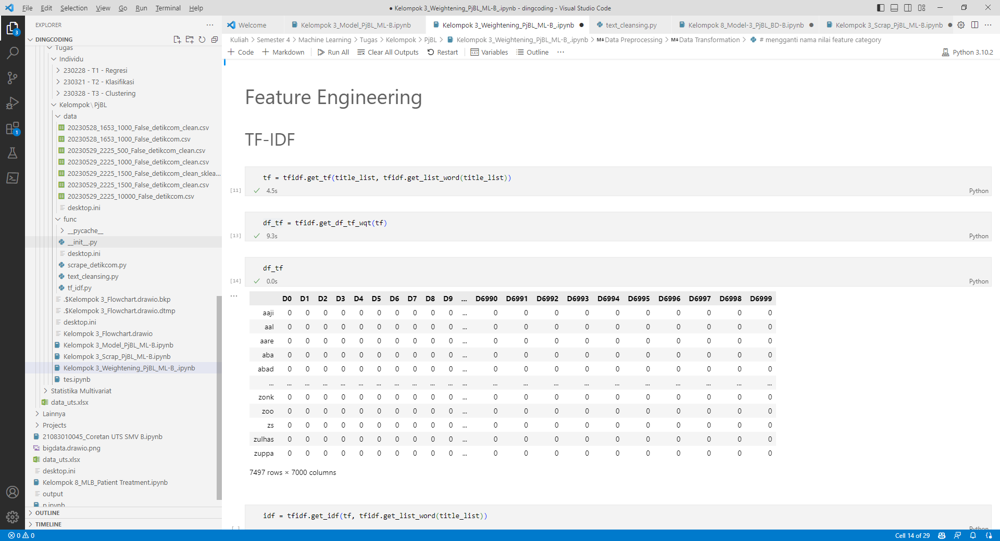 File Edit Selection View Go Run Terminal Help
● Kelompok 3_Weightening_PjBL_ML-B_.ipynb - dingcoding - Visual Studio Code
EXPLORER
DINGCODING
Tugas
Individu
230228 - T1 - Regresi
230321 - T2 - Klasifikasi
230328 - T3 - Clustering
Kelompok \ PjBL
data
20230528_1653_1000_False_detikcom_clean.csv
20230528_1653_1000_False_detikcom.csv
20230529_2225_500_False_detikcom_clean.csv
20230529_2225_1000_False_detikcom_clean.csv
20230529_2225_1500_False_detikcom_clean_sklea...
20230529_2225_1500_False_detikcom_clean.csv
20230529_2225_10000_False_detikcom.csv
desktop.ini
func
__pycache__
__init__.py
desktop.ini
scrape_detikcom.py
text_cleansing.py
tf_idf.py
.$Kelompok 3_Flowchart.drawio.bkp
.$Kelompok 3_Flowchart.drawio.dtmp
desktop.ini
Kelompok 3_Flowchart.drawio
Kelompok 3_Model_PjBL_ML-B.ipynb
Kelompok 3_Scrap_PjBL_ML-B.ipynb
Kelompok 3_Weightening_PjBL_ML-B_.ipynb
tes.ipynb
Statistika Multivariat
data_uts.xlsx
Lainnya
Projects
21083010045_Coretan UTS SMV B.ipynb
bigdata.drawio.png
data_uts.xlsx
desktop.ini
Kelompok 8_MLB_Patient Treatment.ipynb
output
n.ipynb
OUTLINE
TIMELINE
3
1
Welcome Kelompok 3_Model_PjBL_ML-B.ipynb Kelompok 3_Weightening_PjBL_ML-B_.ipynb ● text_cleansing.py Kelompok 8_Model-3_PjBL_BD-B.ipynb ● Kelompok 3_Scrap_PjBL_ML-B.ipynb ●
Kuliah > Semester 4 > Machine Learning > Tugas > Kelompok > PjBL > Kelompok 3_Weightening_PjBL_ML-B_.ipynb > M↓Data Preprocessing > M↓Data Transformation > # mengganti nama nilai feature category
+ Code + Markdown Run All Clear All Outputs Restart Variables Outline ... Python 3.10.2
Feature Engineering
TF-IDF
tf = tfidf.get_tf(title_list, tfidf.get_list_word(title_list))
[11] ✓ 4.5s Python
df_tf = tfidf.get_df_tf_wqt(tf)
[13] ✓ 9.3s Python
df_tf
[14] ✓ 0.0s Python
D0 D1 D2 D3 D4 D5 D6 D7 D8 D9 ... D6990 D6991 D6992 D6993 D6994 D6995 D6996 D6997 D6998 D6999
aaji 0 0 0 0 0 0 0 0 0 0 ... 0 0 0 0 0 0 0 0 0 0
aal 0 0 0 0 0 0 0 0 0 0 ... 0 0 0 0 0 0 0 0 0 0
aare 0 0 0 0 0 0 0 0 0 0 ... 0 0 0 0 0 0 0 0 0 0
aba 0 0 0 0 0 0 0 0 0 0 ... 0 0 0 0 0 0 0 0 0 0
abad 0 0 0 0 0 0 0 0 0 0 ... 0 0 0 0 0 0 0 0 0 0
... ... ... ... ... ... ... ... ... ... ... ... ... ... ... ... ... ... ... ... ... ...
zonk 0 0 0 0 0 0 0 0 0 0 ... 0 0 0 0 0 0 0 0 0 0
zoo 0 0 0 0 0 0 0 0 0 0 ... 0 0 0 0 0 0 0 0 0 0
zs 0 0 0 0 0 0 0 0 0 0 ... 0 0 0 0 0 0 0 0 0 0
zulhas 0 0 0 0 0 0 0 0 0 0 ... 0 0 0 0 0 0 0 0 0 0
zuppa 0 0 0 0 0 0 0 0 0 0 ... 0 0 0 0 0 0 0 0 0 0
7497 rows × 7000 columns
idf = tfidf.get_idf(tf, tfidf.get_list_word(title_list))
[ ] Python
0 0 Cell 14 of 29